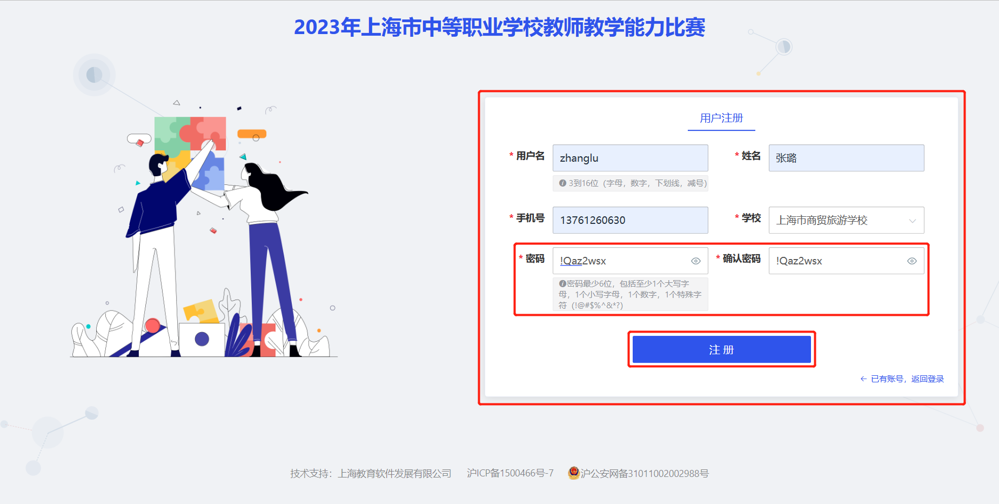 2023年上海市中等职业学校教师教学能力比赛
用户注册
* 用户名 zhanglu * 姓名 张璐
3到16位（字母，数字，下划线，减号）
* 手机号 13761260630 * 学校 上海市商贸旅游学校
* 密码 !Qaz2wsx * 确认密码 !Qaz2wsx
密码最少6位，包括至少1个大写字
母，1个小写字母，1个数字，1个特殊字
符（!@#$%^&*?）
注 册
← 已有账号，返回登录
技术支持：上海教育软件发展有限公司 沪ICP备1500466号-7 沪公安网备31011002002988号